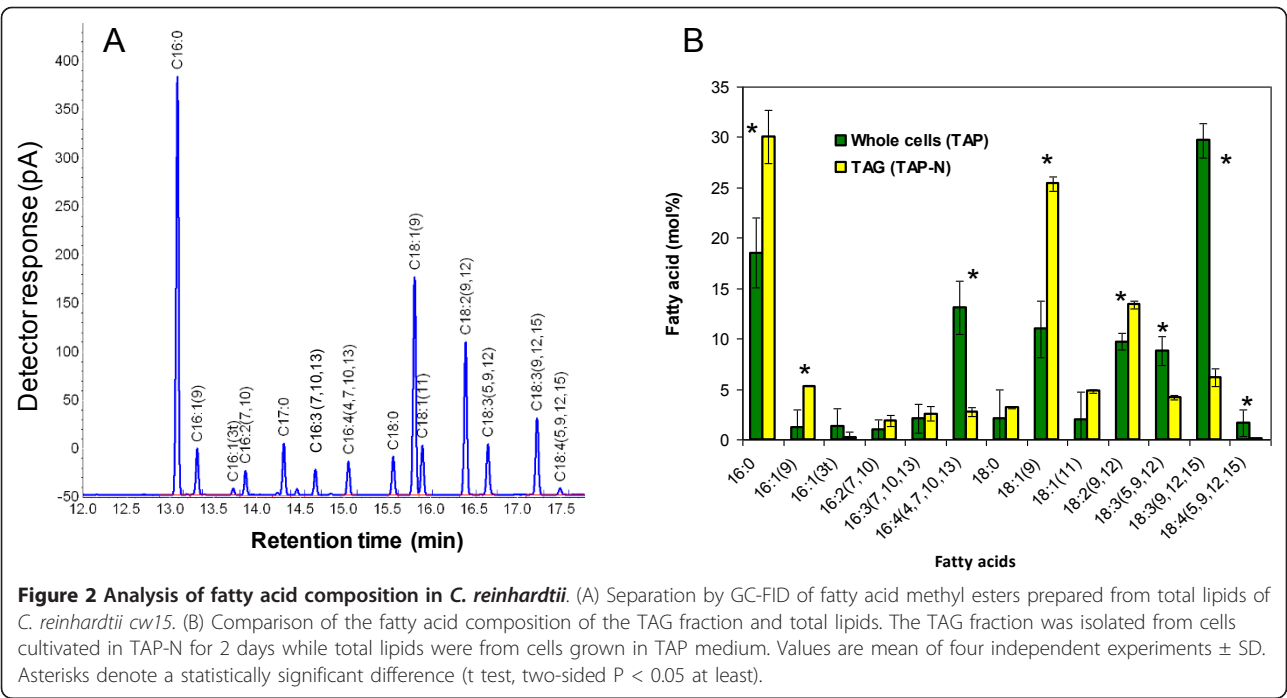 A
Detector response (pA)
400
350
300
250
200
150
100
50
0
-50
C16:0
C16:1(9)
C16:1(3t)
C16:2(7,10)
C17:0
C16:3 (7,10,13)
C16:4(4,7,10,13)
C18:0
C18:1(9)
C18:1(11)
C18:2(9,12)
C18:3(5,9,12)
C18:3(9,12,15)
C18:4(5,9,12,15)
12.0 12.5 13.0 13.5 14.0 14.5 15.0 15.5 16.0 16.5 17.0 17.5
Retention time (min)
B
Fatty acid (mol%)
35
30
25
20
15
10
5
0
Whole cells (TAP)
TAG (TAP-N)
* * * * * * * *
16:0
16:1(9)
16:1(3t)
16:2(7,10)
16:3(7,10,13)
16:4(4,7,10,13)
18:0
18:1(9)
18:1(11)
18:2(9,12)
18:3(5,9,12)
18:3(9,12,15)
18:4(5,9,12,15)
Fatty acids
Figure 2 Analysis of fatty acid composition in C. reinhardtii. (A) Separation by GC-FID of fatty acid methyl esters prepared from total lipids of
C. reinhardtii cw15. (B) Comparison of the fatty acid composition of the TAG fraction and total lipids. The TAG fraction was isolated from cells
cultivated in TAP-N for 2 days while total lipids were from cells grown in TAP medium. Values are mean of four independent experiments ± SD.
Asterisks denote a statistically significant difference (t test, two-sided P < 0.05 at least).